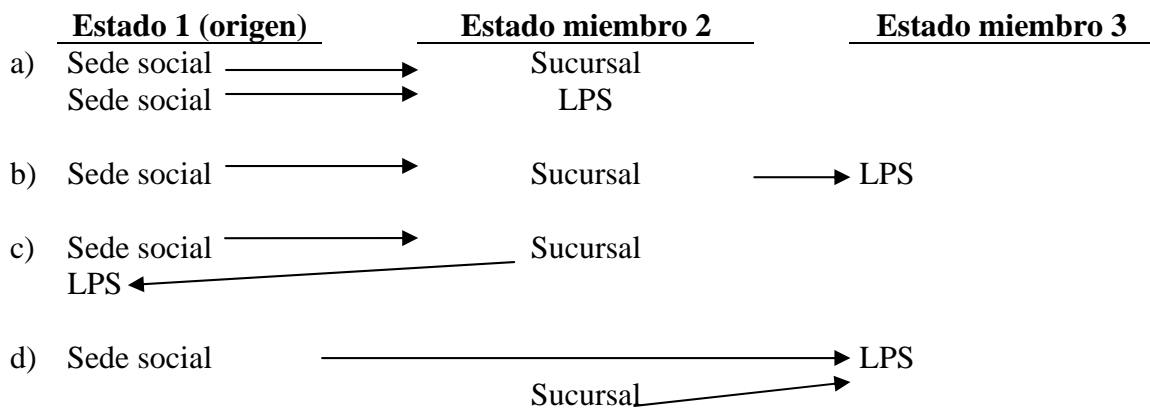 Estado 1 (origen) Estado miembro 2 Estado miembro 3
a) Sede social Sucursal
Sede social LPS
b) Sede social Sucursal LPS
c) Sede social Sucursal
LPS
d) Sede social LPS
Sucursal